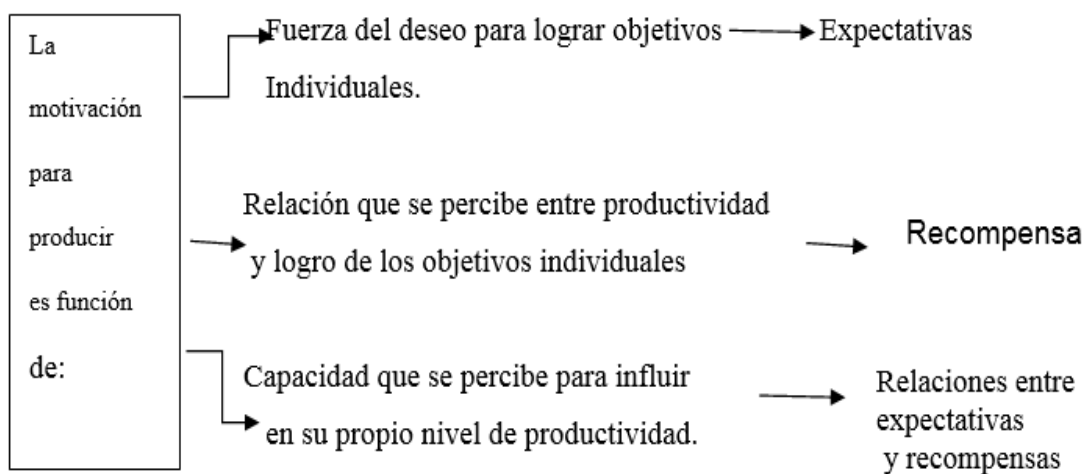 La
motivación
para
producir
es función
de:
Fuerza del deseo para lograr objetivos
Individuales.
Expectativas
Relación que se percibe entre productividad
y logro de los objetivos individuales
Recompensa
Capacidad que se percibe para influir
en su propio nivel de productividad.
Relaciones entre
expectativas
y recompensas